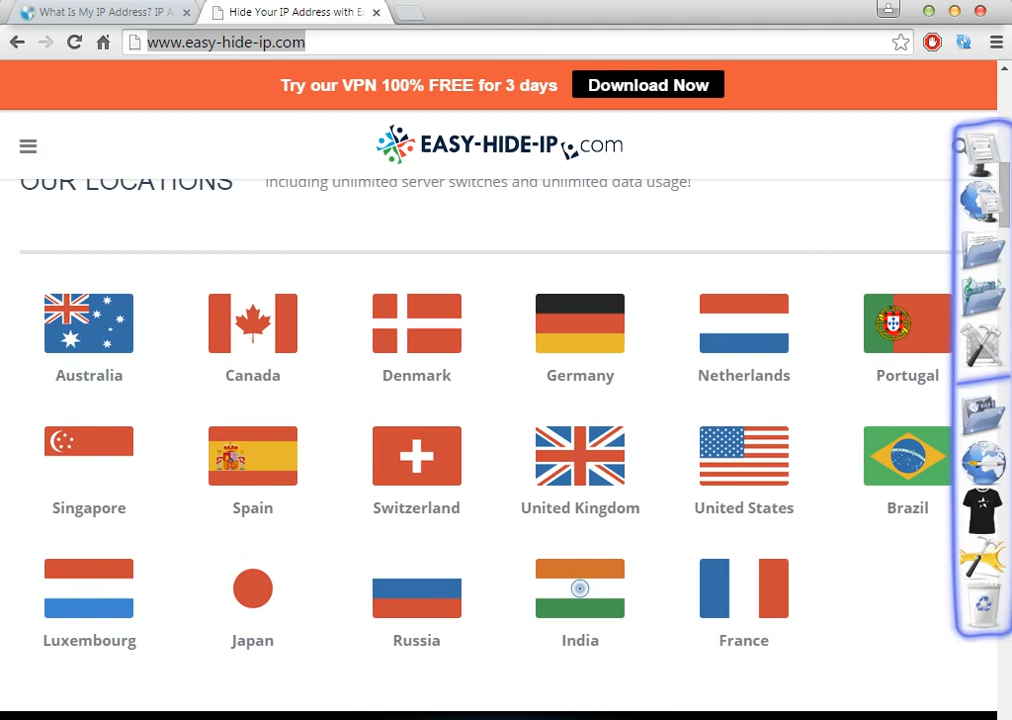 What Is My IP Address? IP A
Hide Your IP Address with E
www.easy-hide-ip.com
Try our VPN 100% FREE for 3 days
Download Now
EASY-HIDE-IP.com
OUR LOCATIONS
Including unlimited server switches and unlimited data usage!
Australia
Canada
Denmark
Germany
Netherlands
Portugal
Singapore
Spain
Switzerland
United Kingdom
United States
Brazil
Luxembourg
Japan
Russia
India
France